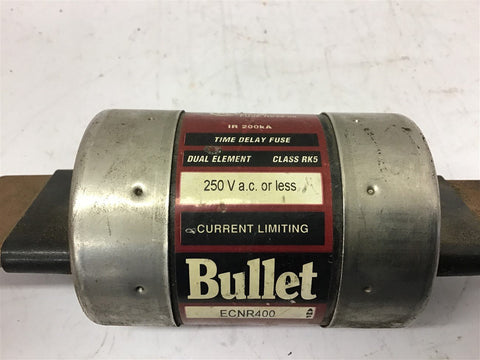 IR 200kA
TIME DELAY FUSE
DUAL ELEMENT CLASS RK5
250 V a.c. or less
CURRENT LIMITING
Bullet
ECNR400